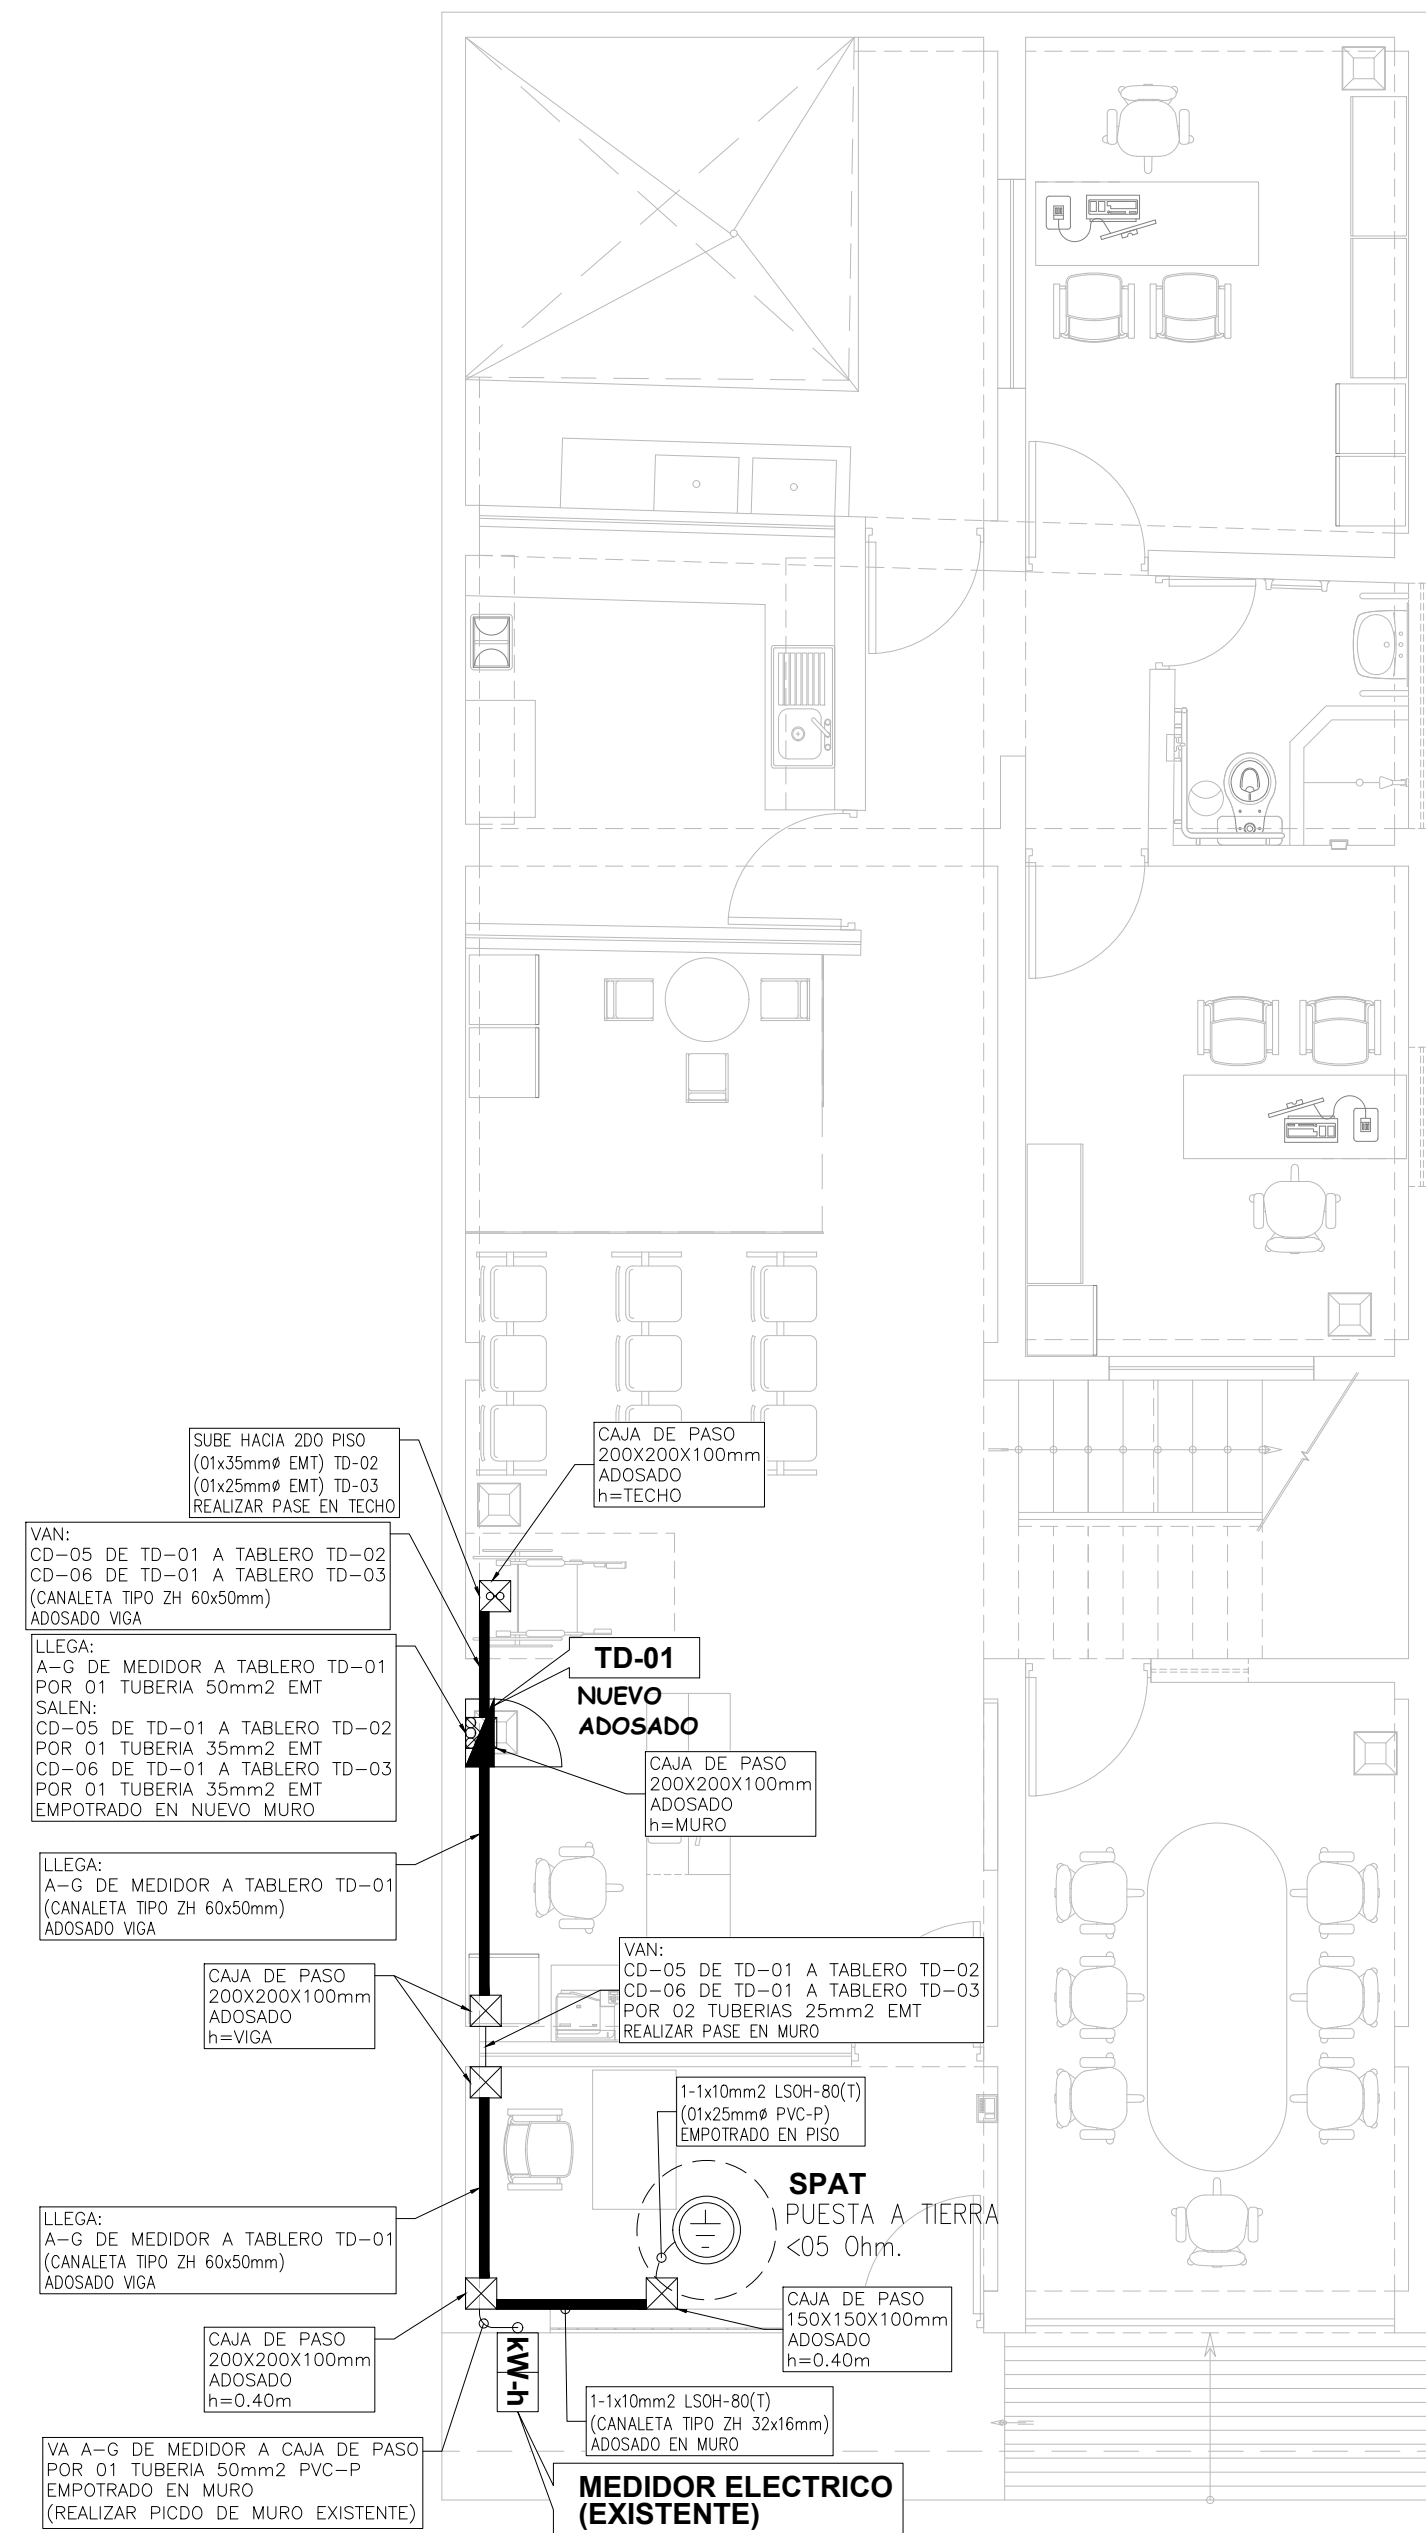 SUBE HACIA 2DO PISO
(01x35mmø EMT) TD-02
(01x25mmø EMT) TD-03
REALIZAR PASE EN TECHO
CAJA DE PASO
200X200X100mm
ADOSADO
h=TECHO
VAN:
CD-05 DE TD-01 A TABLERO TD-02
CD-06 DE TD-01 A TABLERO TD-03
(CANALETA TIPO ZH 60x50mm)
ADOSADO VIGA
LLEGA:
A-G DE MEDIDOR A TABLERO TD-01
POR 01 TUBERIA 50mm2 EMT
SALEN:
CD-05 DE TD-01 A TABLERO TD-02
POR 01 TUBERIA 35mm2 EMT
CD-06 DE TD-01 A TABLERO TD-03
POR 01 TUBERIA 35mm2 EMT
EMPOTRADO EN NUEVO MURO
TD-01
NUEVO
ADOSADO
CAJA DE PASO
200X200X100mm
ADOSADO
h=MURO
LLEGA:
A-G DE MEDIDOR A TABLERO TD-01
(CANALETA TIPO ZH 60x50mm)
ADOSADO VIGA
VAN:
CD-05 DE TD-01 A TABLERO TD-02
CD-06 DE TD-01 A TABLERO TD-03
POR 02 TUBERIAS 25mm2 EMT
REALIZAR PASE EN MURO
CAJA DE PASO
200X200X100mm
ADOSADO
h=VIGA
1-1x10mm2 LSOH-80(T)
(01x25mmø PVC-P)
EMPOTRADO EN PISO
SPAT
PUESTA A TIERRA
<05 Ohm.
LLEGA:
A-G DE MEDIDOR A TABLERO TD-01
(CANALETA TIPO ZH 60x50mm)
ADOSADO VIGA
CAJA DE PASO
150X150X100mm
ADOSADO
h=0.40m
CAJA DE PASO
200X200X100mm
ADOSADO
h=0.40m
kW-h
1-1x10mm2 LSOH-80(T)
(CANALETA TIPO ZH 32x16mm)
ADOSADO EN MURO
VA A-G DE MEDIDOR A CAJA DE PASO
POR 01 TUBERIA 50mm2 PVC-P
EMPOTRADO EN MURO
(REALIZAR PICDO DE MURO EXISTENTE)
MEDIDOR ELECTRICO
(EXISTENTE)